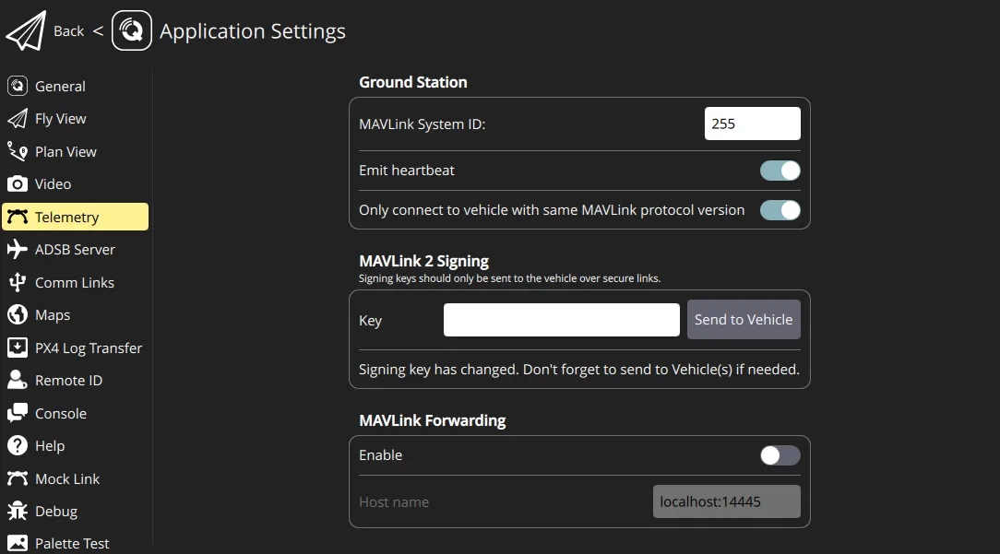 Back < Application Settings
General
Fly View
Plan View
Video
Telemetry
ADSB Server
Comm Links
Maps
PX4 Log Transfer
Remote ID
Console
Help
Mock Link
Debug
Palette Test
Ground Station
MAVLink System ID: 255
Emit heartbeat
Only connect to vehicle with same MAVLink protocol version
MAVLink 2 Signing
Signing keys should only be sent to the vehicle over secure links.
Key Send to Vehicle
Signing key has changed. Don't forget to send to Vehicle(s) if needed.
MAVLink Forwarding
Enable
Host name localhost:14445